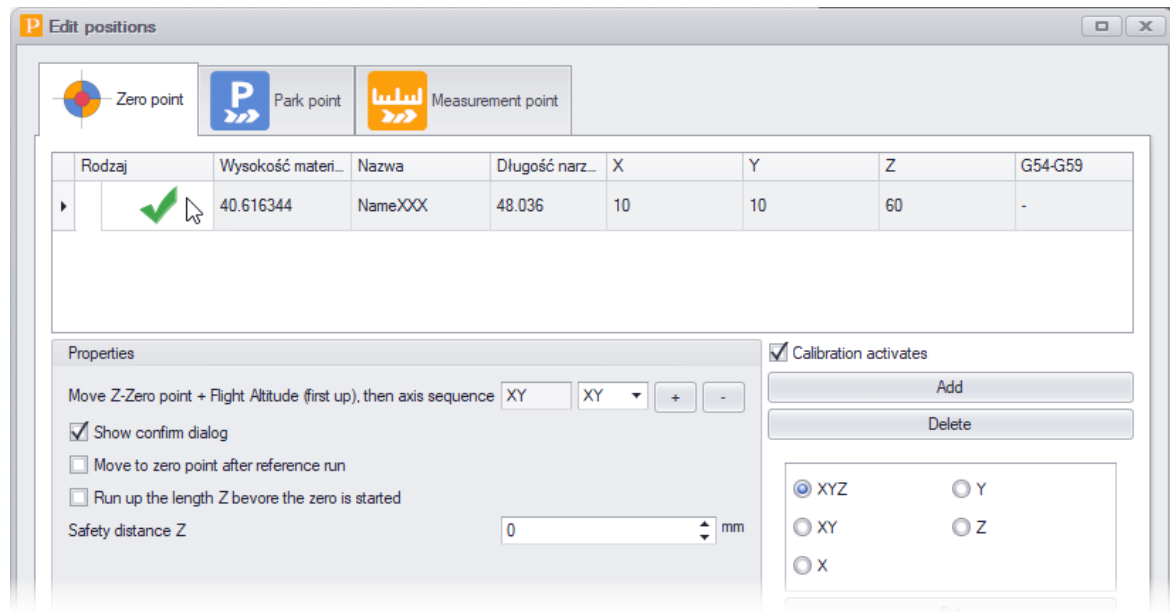 P Edit positions
Zero point P Park point Measurement point
Rodzaj Wysokość materi... Nazwa Długość narz... X Y Z G54-G59
40.616344 NameXXX 48.036 10 10 60 -
Properties
Calibration activates
Move Z-Zero point + Flight Altitude (first up), then axis sequence XY XY + -
Add
Show confirm dialog
Delete
Move to zero point after reference run
Run up the length Z bevore the zero is started
XYZ Y
Safety distance Z 0 mm
XY Z
X